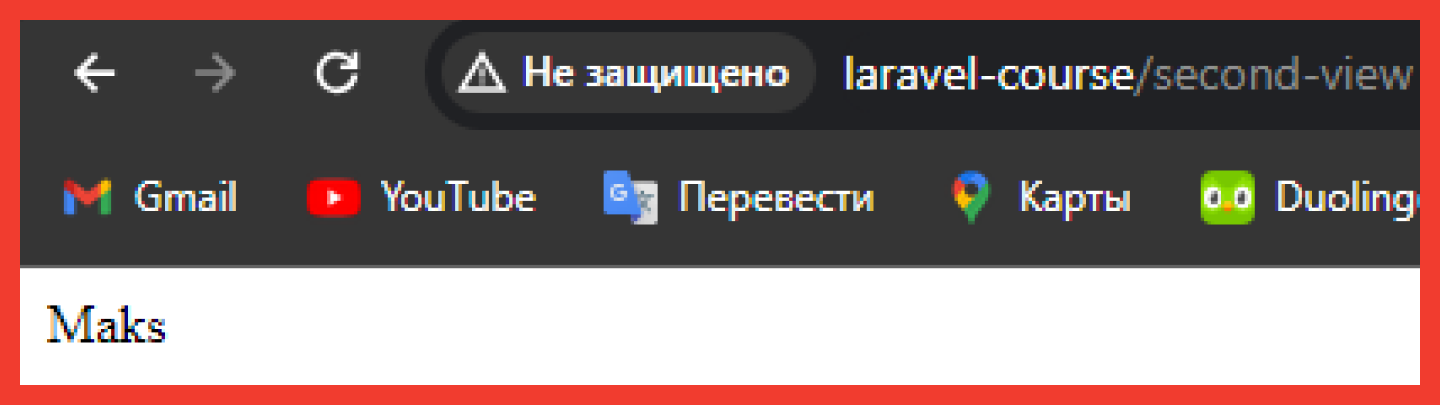 Не защищено laravel-course/second-view
Gmail YouTube Перевести Карты Duoling
Maks